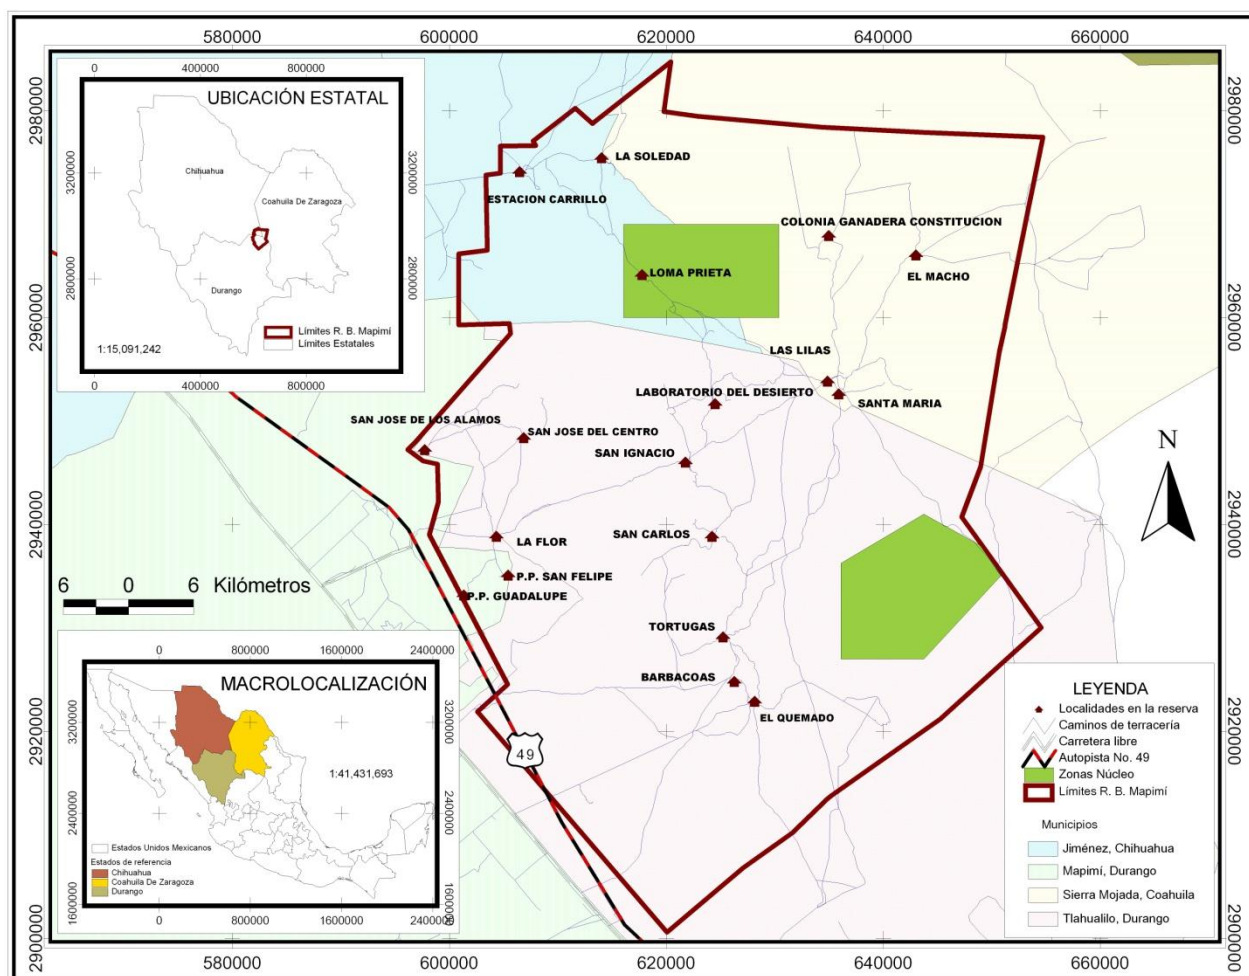 580000 600000 620000 640000 660000
2980000
2960000
2940000
2920000
2900000
0 400000 800000
UBICACIÓN ESTATAL
3200000
2800000
Chihuahua
Coahuila De Zaragoza
Durango
Límites R. B. Mapimí
Límites Estatales
1:15,091,242
0 400000 800000
3200000
2800000
LA SOLEDAD
ESTACION CARRILLO
COLONIA GANADERA CONSTITUCION
EL MACHO
LOMA PRIETA
LAS LILAS
LABORATORIO DEL DESIERTO
SANTA MARIA
SAN JOSE DE LOS ALAMOS
SAN JOSE DEL CENTRO
SAN IGNACIO
N
LA FLOR
SAN CARLOS
P.P. SAN FELIPE
P.P. GUADALUPE
6 0 6 Kilómetros
TORTUGAS
BARBACOAS
EL QUEMADO
49
0 800000 1600000 2400000
MACROLOCALIZACIÓN
3200000
2400000
1600000
1:41,431,693
Estados Unidos Mexicanos
Estados de referencia
Chihuahua
Coahuila De Zaragoza
Durango
0 800000 1600000 2400000
3200000
2400000
1600000
LEYENDA
Localidades en la reserva
Caminos de terracería
Carretera libre
Autopista No. 49
Zonas Núcleo
Límites R. B. Mapimí
Municipios
Jiménez, Chihuahua
Mapimí, Durango
Sierra Mojada, Coahuila
Tlahualilo, Durango
2980000
2960000
2940000
2920000
2900000
580000 600000 620000 640000 660000